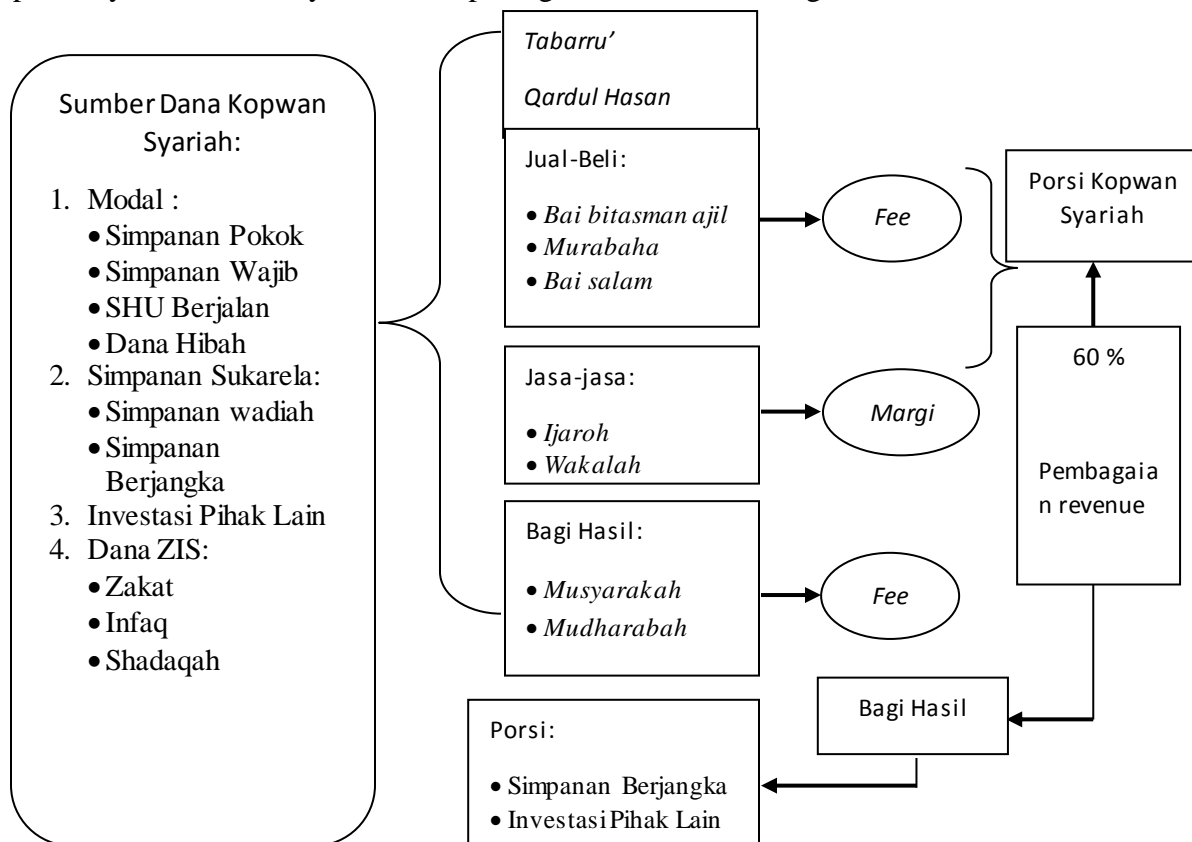 Sumber Dana Kopwan
Syariah:
1. Modal :
• Simpanan Pokok
• Simpanan Wajib
• SHU Berjalan
• Dana Hibah
2. Simpanan Sukarela:
• Simpanan wadiah
• Simpanan
Berjangka
3. Investasi Pihak Lain
4. Dana ZIS:
• Zakat
• Infaq
• Shadaqah
Tabarru’
Qardul Hasan
Jual-Beli:
• Bai bitasman ajil
• Murabaha
• Bai salam
Fee
Jasa-jasa:
• Ijaroh
• Wakalah
Margi
Bagi Hasil:
• Musyarakah
• Mudharabah
Fee
Porsi Kopwan
Syariah
60 %
Pembagaia
n revenue
Bagi Hasil
Porsi:
• Simpanan Berjangka
• Investasi Pihak Lain